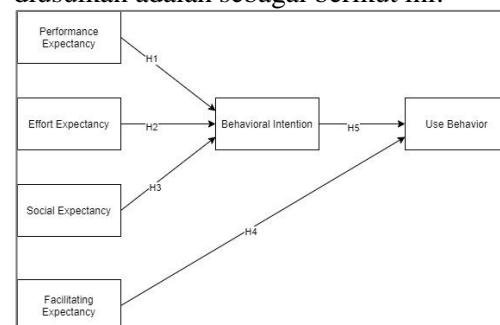 diusulkan adalah sebagai berikut ini:
Performance
Expectancy
H1
Effort Expectancy
H2
Behavioral Intention
H5
Use Behavior
H3
Social Expectancy
H4
Facilitating
Expectancy